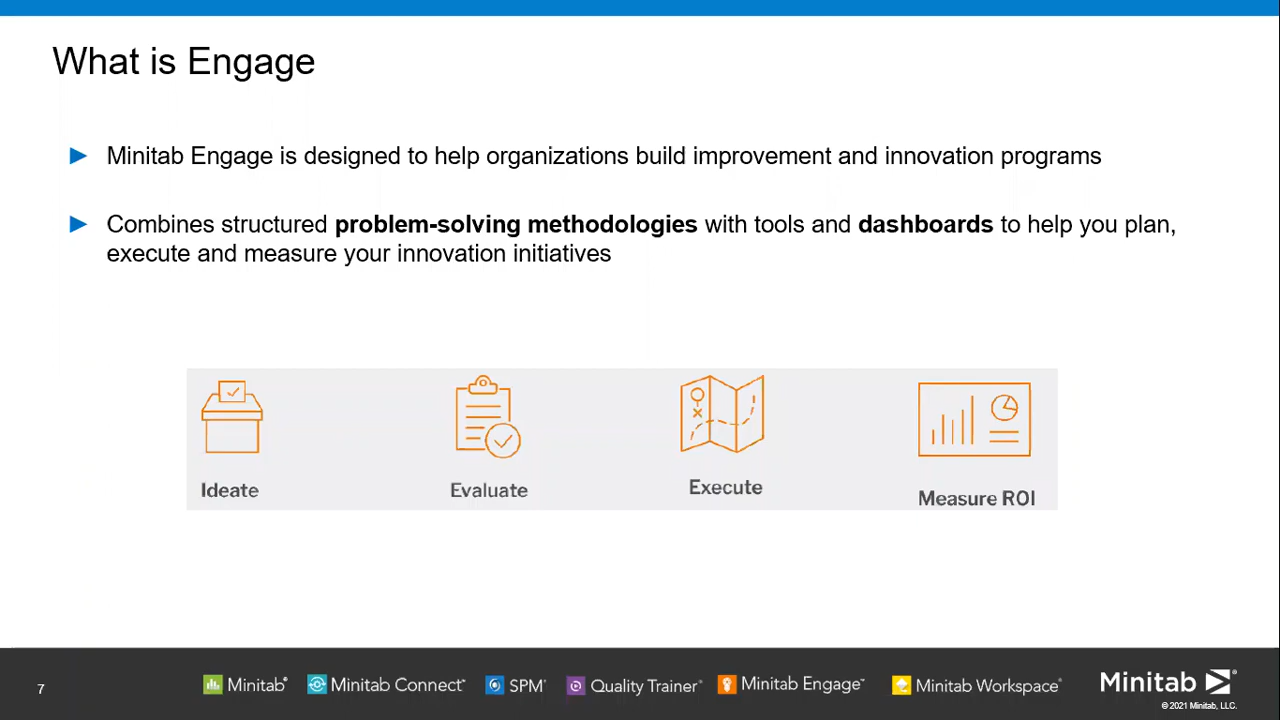 What is Engage
Minitab Engage is designed to help organizations build improvement and innovation programs
Combines structured problem-solving methodologies with tools and dashboards to help you plan,
execute and measure your innovation initiatives
Ideate
Evaluate
Execute
Measure ROI
7
Minitab®
Minitab Connect™
SPM®
Quality Trainer®
Minitab Engage™
Minitab Workspace®
Minitab®
© 2021 Minitab, LLC.